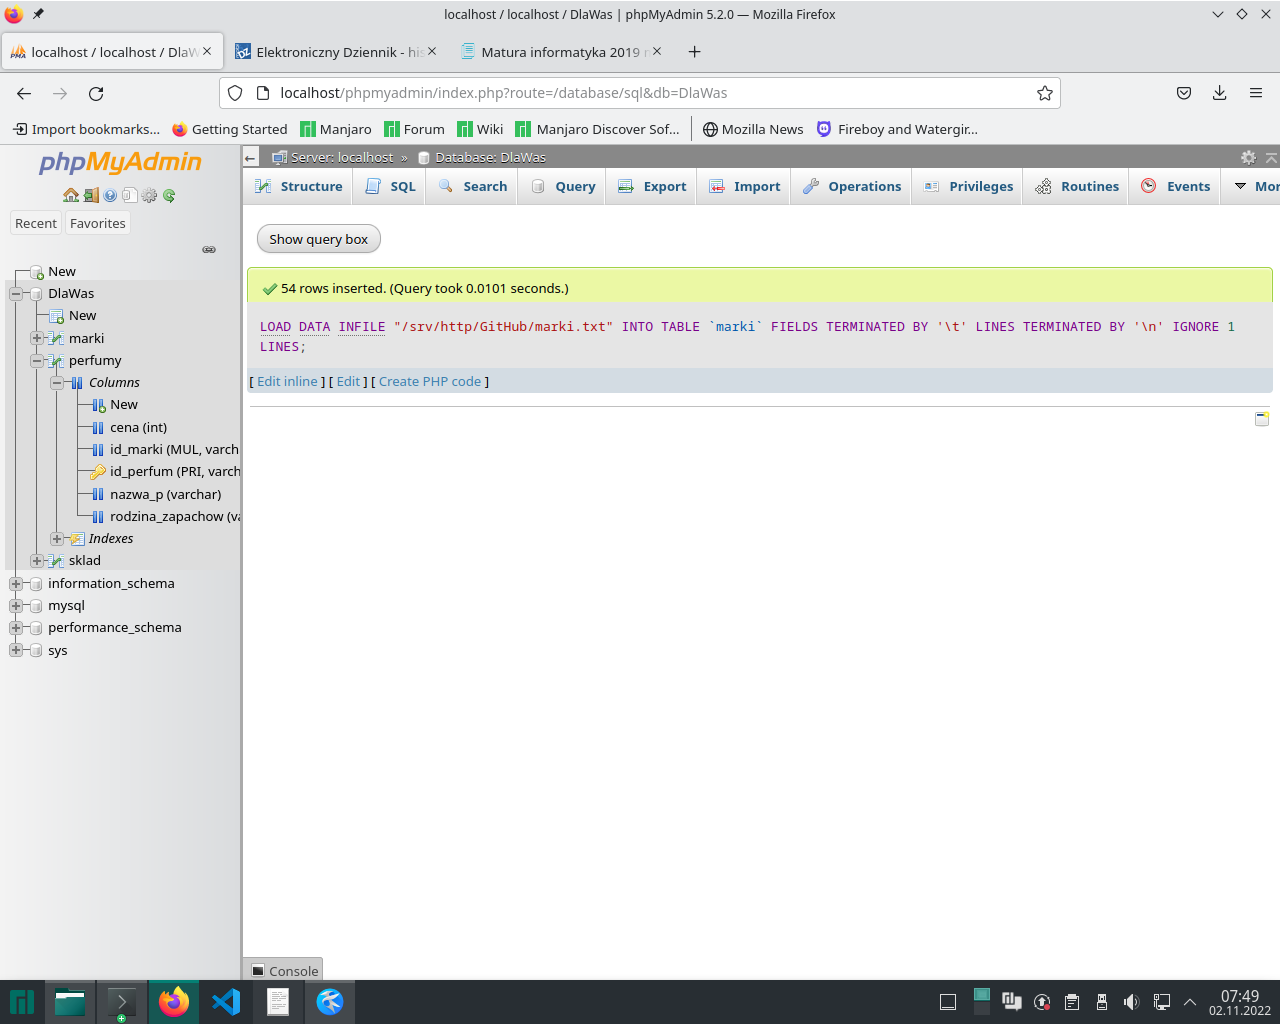 localhost / localhost / DlaWas | phpMyAdmin 5.2.0 — Mozilla Firefox
localhost / localhost / DlaW
Elektroniczny Dziennik - his
Matura informatyka 2019
localhost/phpmyadmin/index.php?route=/database/sql&db=DlaWas
Import bookmarks...
Getting Started
Manjaro
Forum
Wiki
Manjaro Discover Sof...
Mozilla News
Fireboy and Watergir...
phpMyAdmin
Recent
Favorites
New
DlaWas
New
marki
perfumy
Columns
New
cena (int)
id_marki (MUL, varch
id_perfum (PRI, varch
nazwa_p (varchar)
rodzina_zapachow (va
Indexes
sklad
information_schema
mysql
performance_schema
sys
Server: localhost » Database: DlaWas
Structure
SQL
Search
Query
Export
Import
Operations
Privileges
Routines
Events
Mor
Show query box
54 rows inserted. (Query took 0.0101 seconds.)
LOAD DATA INFILE "/srv/http/GitHub/marki.txt" INTO TABLE `marki` FIELDS TERMINATED BY '\t' LINES TERMINATED BY '\n' IGNORE 1
LINES;
[ Edit inline ] [ Edit ] [ Create PHP code ]
Console
07:49
02.11.2022